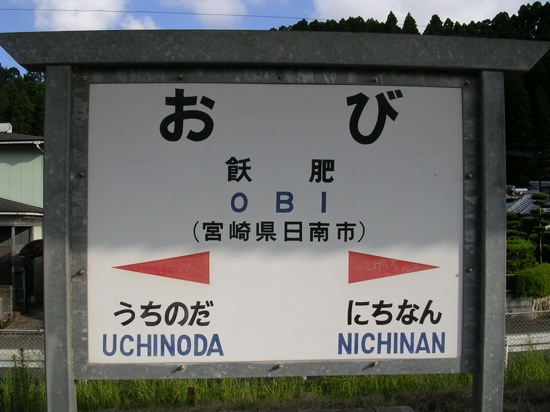 おび
飫肥
OBI
(宮崎県日南市)
うちのだ にちなん
UCHINODA NICHINAN